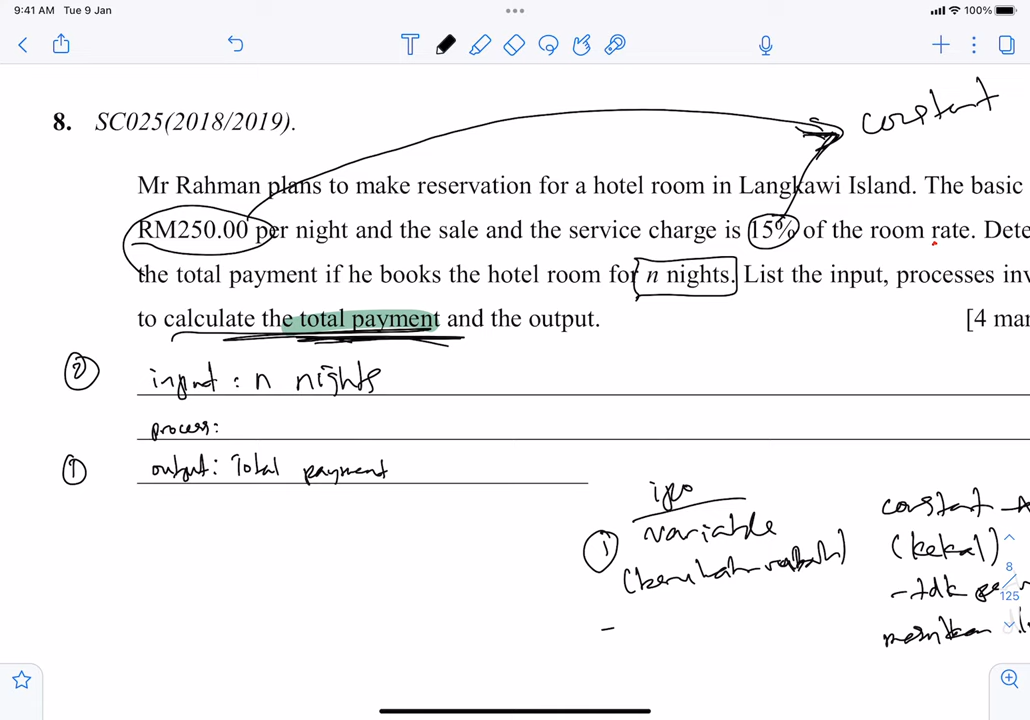 9:41 AM Tue 9 Jan
100%
constant
8. SC025(2018/2019).
Mr Rahman plans to make reservation for a hotel room in Langkawi Island. The basic
RM250.00 per night and the sale and the service charge is 15% of the room rate. Dete
the total payment if he books the hotel room for n nights. List the input, processes inv
to calculate the total payment and the output.
[4 mar
② input : n nights
process:
① output: Total payment
ipo
① variable
(berubah-ubah)
-
constant
(kekal)
- tdk
8
125